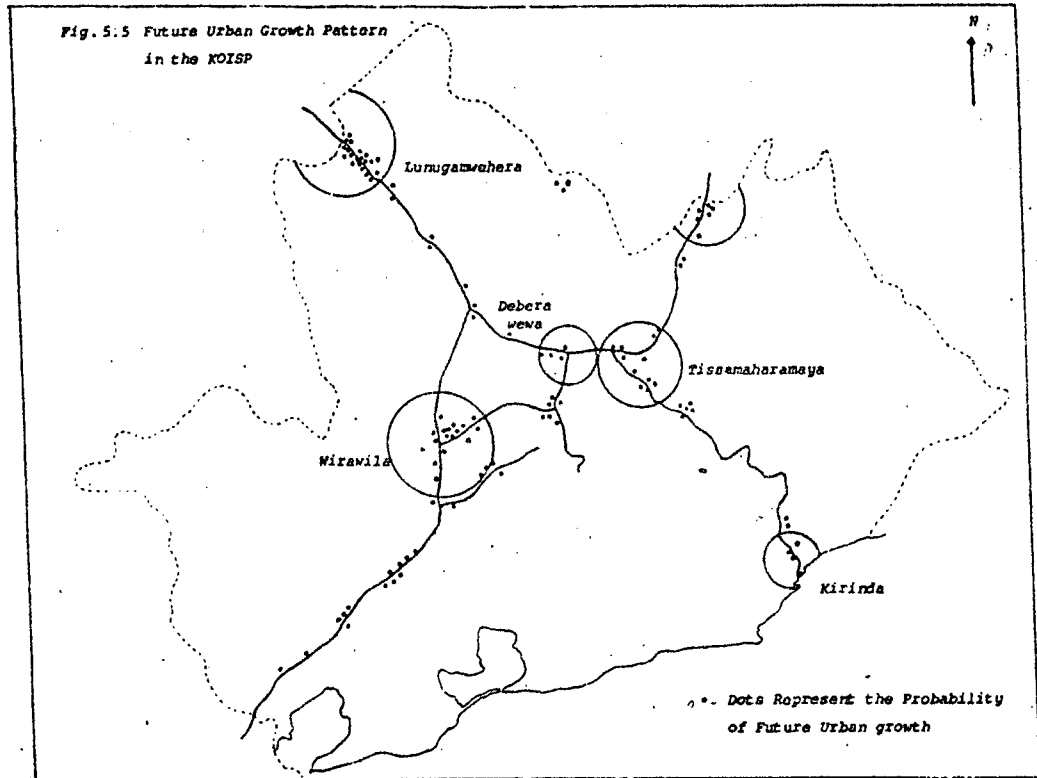 Fig. 5.5 Future Urban Growth Pattern
in the KOISP
N
Lunugamwehera
Debera
wewa
Tissamaharamaya
Wirawila
Kirinda
Dots Represent the Probability
of Future Urban growth